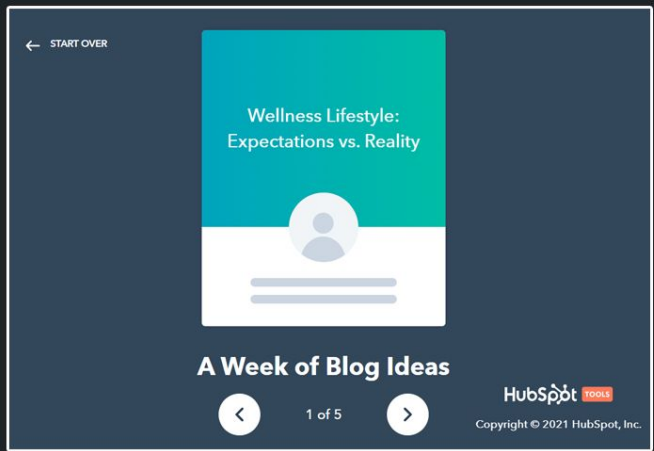 ← START OVER
Wellness Lifestyle:
Expectations vs. Reality
A Week of Blog Ideas
1 of 5
HubSpot TOOLS
Copyright © 2021 HubSpot, Inc.